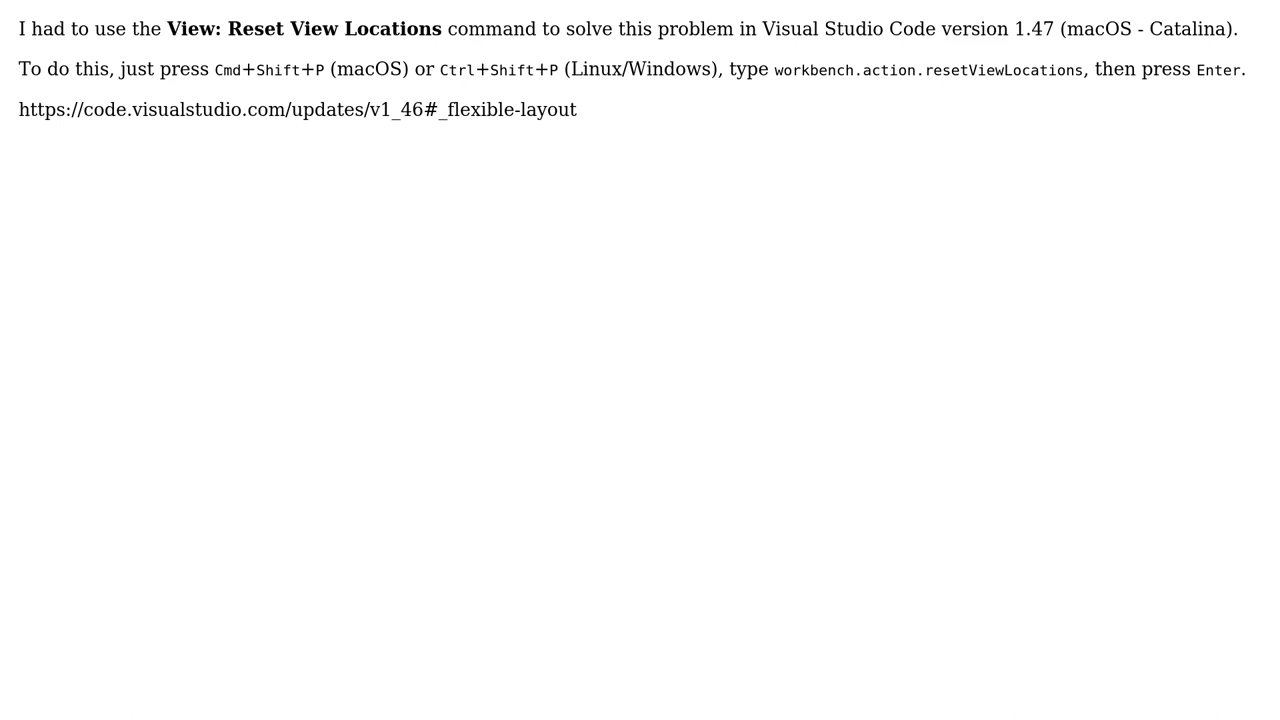 I had to use the View: Reset View Locations command to solve this problem in Visual Studio Code version 1.47 (macOS - Catalina).
To do this, just press Cmd+Shift+P (macOS) or Ctrl+Shift+P (Linux/Windows), type workbench.action.resetViewLocations, then press Enter.
https://code.visualstudio.com/updates/v1_46#_flexible-layout